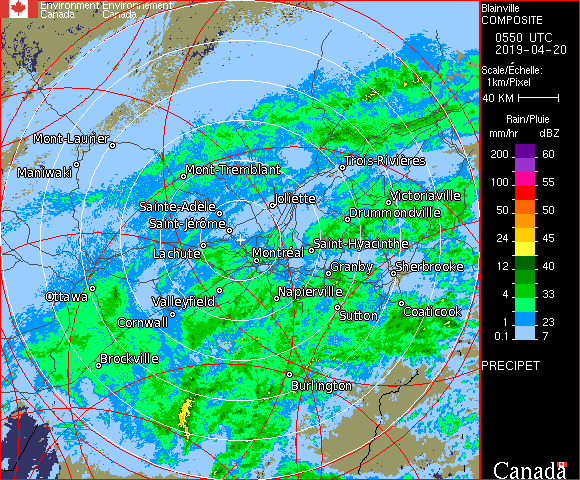 Environment Environnement
Canada Canada
Blainville
COMPOSITE
0550 UTC
2019-04-20
Scale/Échelle:
1km/Pixel
40 KM
Rain/Pluie
mm/hr dBZ
200 60
100 55
50 50
24 45
12 40
4 33
1 23
0.1 7
PRECIPET
Mont-Laurier
Maniwaki
Mont-Tremblant
Trois-Rivières
Sainte-Adele
Joliette
Victoriaville
Drummondville
Saint-Jérôme
Lachute
Montréal
Saint-Hyacinthe
Granby
Sherbrooke
Ottawa
Valleyfield
Napierville
Cornwall
Sutton
Coaticook
Brockville
Burlington
Canada